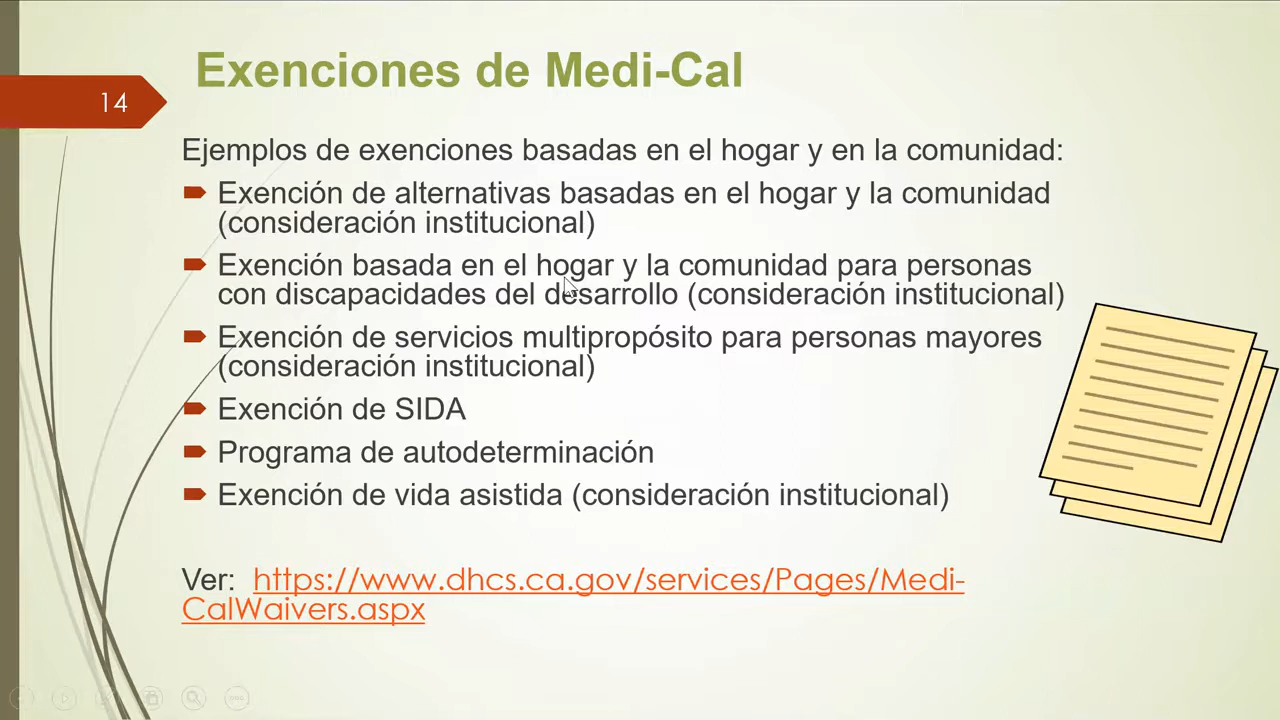 Exenciones de Medi-Cal
14
Ejemplos de exenciones basadas en el hogar y en la comunidad:
Exención de alternativas basadas en el hogar y la comunidad
(consideración institucional)
Exención basada en el hogar y la comunidad para personas
con discapacidades del desarrollo (consideración institucional)
Exención de servicios multipropósito para personas mayores
(consideración institucional)
Exención de SIDA
Programa de autodeterminación
Exención de vida asistida (consideración institucional)
Ver: https://www.dhcs.ca.gov/services/Pages/Medi-
CalWaivers.aspx